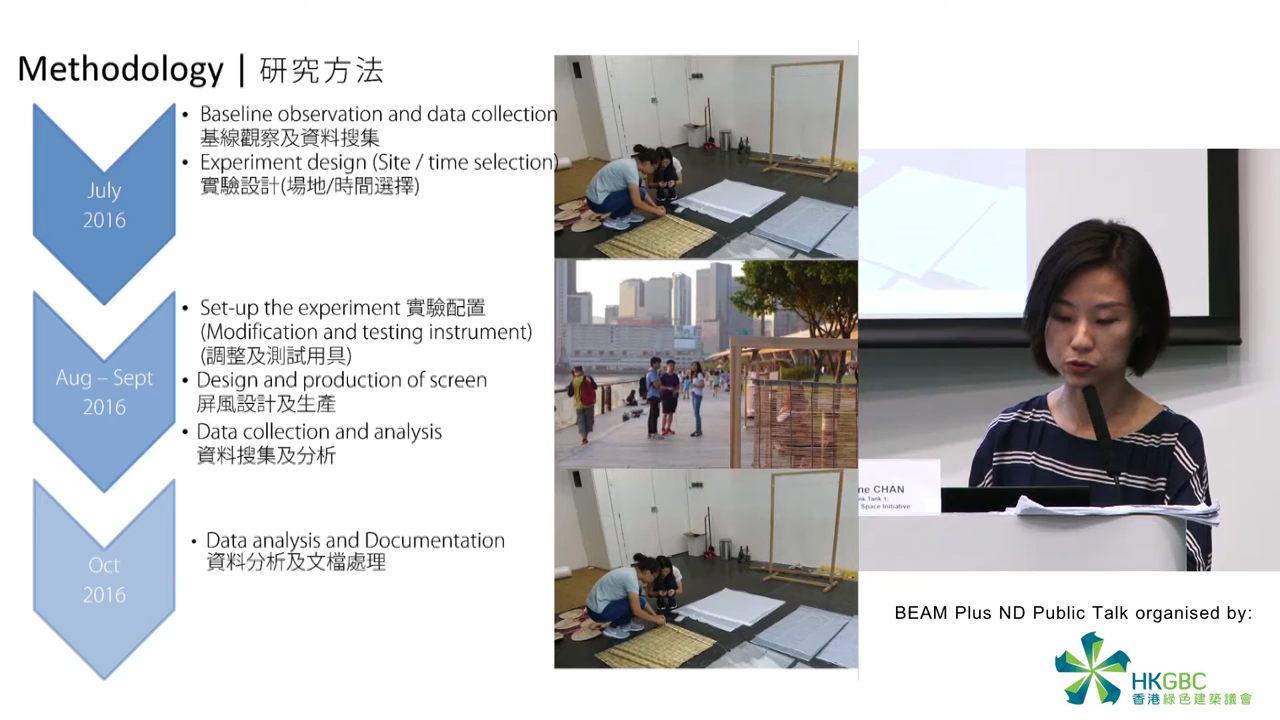 Methodology | 研究方法
July
2016
• Baseline observation and data collection
基線觀察及資料搜集
• Experiment design (Site / time selection)
實驗設計(場地/時間選擇)
Aug – Sept
2016
• Set-up the experiment 實驗配置
(Modification and testing instrument)
(調整及測試用具)
• Design and production of screen
屏風設計及生產
• Data collection and analysis
資料搜集及分析
Oct
2016
• Data analysis and Documentation
資料分析及文檔處理
ne CHAN
nk Tank 1,
Space Initiative
BEAM Plus ND Public Talk organised by:
HKGBC
香港綠色建築議會